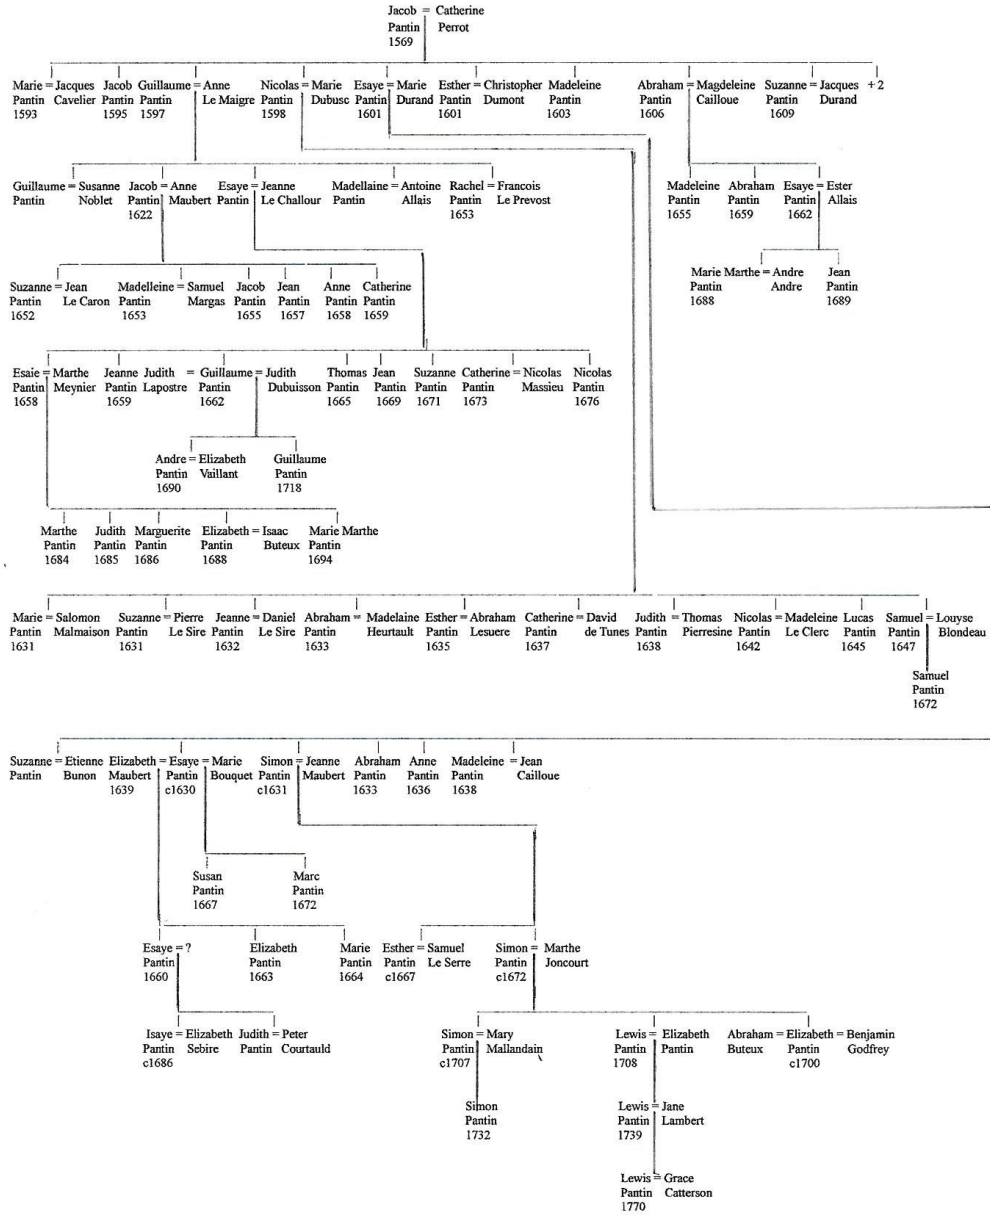 Jacob = Catherine
Pantin Perrot
1569
Marie = Jacques Jacob Guillaume = Anne Nicolas = Marie Esaye = Marie Esther = Christopher Madeleine Abraham = Magdeleine Suzanne = Jacques + 2
Pantin Cavelier Pantin Pantin Le Maigre Pantin Dubusc Pantin Durand Pantin Dumont Pantin Pantin Cailloue Pantin Durand
1593 1595 1597 1598 1601 1601 1603 1606 1609
Guillaume = Susanne Jacob = Anne Esaye = Jeanne Madellaine = Antoine Rachel = Francois Madeleine Abraham Esaye = Ester
Pantin Noblet Pantin Maubert Pantin Le Challour Pantin Allais Pantin Le Prevost Pantin Pantin Pantin Allais
1622 1653 1655 1659 1662
Marie Marthe = Andre Jean
Pantin Andre Pantin
1688 1689
Suzanne = Jean Madelleine = Samuel Jacob Jean Anne Catherine
Pantin Le Caron Pantin Margas Pantin Pantin Pantin Pantin
1652 1653 1655 1657 1658 1659
Esaie = Marthe Jeanne Judith = Guillaume = Judith Thomas Jean Suzanne Catherine = Nicolas Nicolas
Pantin Meynier Pantin Lapostre Pantin Dubuisson Pantin Pantin Pantin Pantin Massieu Pantin
1658 1659 1662 1665 1669 1671 1673 1676
Andre = Elizabeth Guillaume
Pantin Vaillant Pantin
1690 1718
Marthe Judith Marguerite Elizabeth = Isaac Marie Marthe
Pantin Pantin Pantin Pantin Buteux Pantin
1684 1685 1686 1688 1694
Marie = Salomon Suzanne = Pierre Jeanne = Daniel Abraham = Madelaine Esther = Abraham Catherine = David Judith = Thomas Nicolas = Madeleine Lucas Samuel = Louyse
Pantin Malmaison Pantin Le Sire Pantin Le Sire Pantin Heurtault Pantin Lesuere Pantin de Tunes Pantin Pierresine Pantin Le Clerc Pantin Pantin Blondeau
1631 1631 1632 1633 1635 1637 1638 1642 1645 1647
Samuel
Pantin
1672
Suzanne = Etienne Elizabeth = Esaye = Marie Simon = Jeanne Abraham Anne Madeleine = Jean
Pantin Bunon Maubert Pantin Bouquet Pantin Maubert Pantin Pantin Pantin Cailloue
1639 c1630 c1631 1633 1636 1638
Susan Marc
Pantin Pantin
1667 1672
Esaye = ? Elizabeth Marie Esther = Samuel Simon = Marthe
Pantin Pantin Pantin Pantin Le Serre Pantin Joncourt
1660 1663 1664 c1667 c1672
Isaye = Elizabeth Judith = Peter Simon = Mary Lewis = Elizabeth Abraham = Elizabeth = Benjamin
Pantin Sebire Pantin Courtauld Pantin Mallandain Pantin Pantin Buteux Pantin Godfrey
c1686 c1707 1708 c1700
Simon Lewis = Jane
Pantin Pantin Lambert
1732 1739
Lewis = Grace
Pantin Catterson
1770